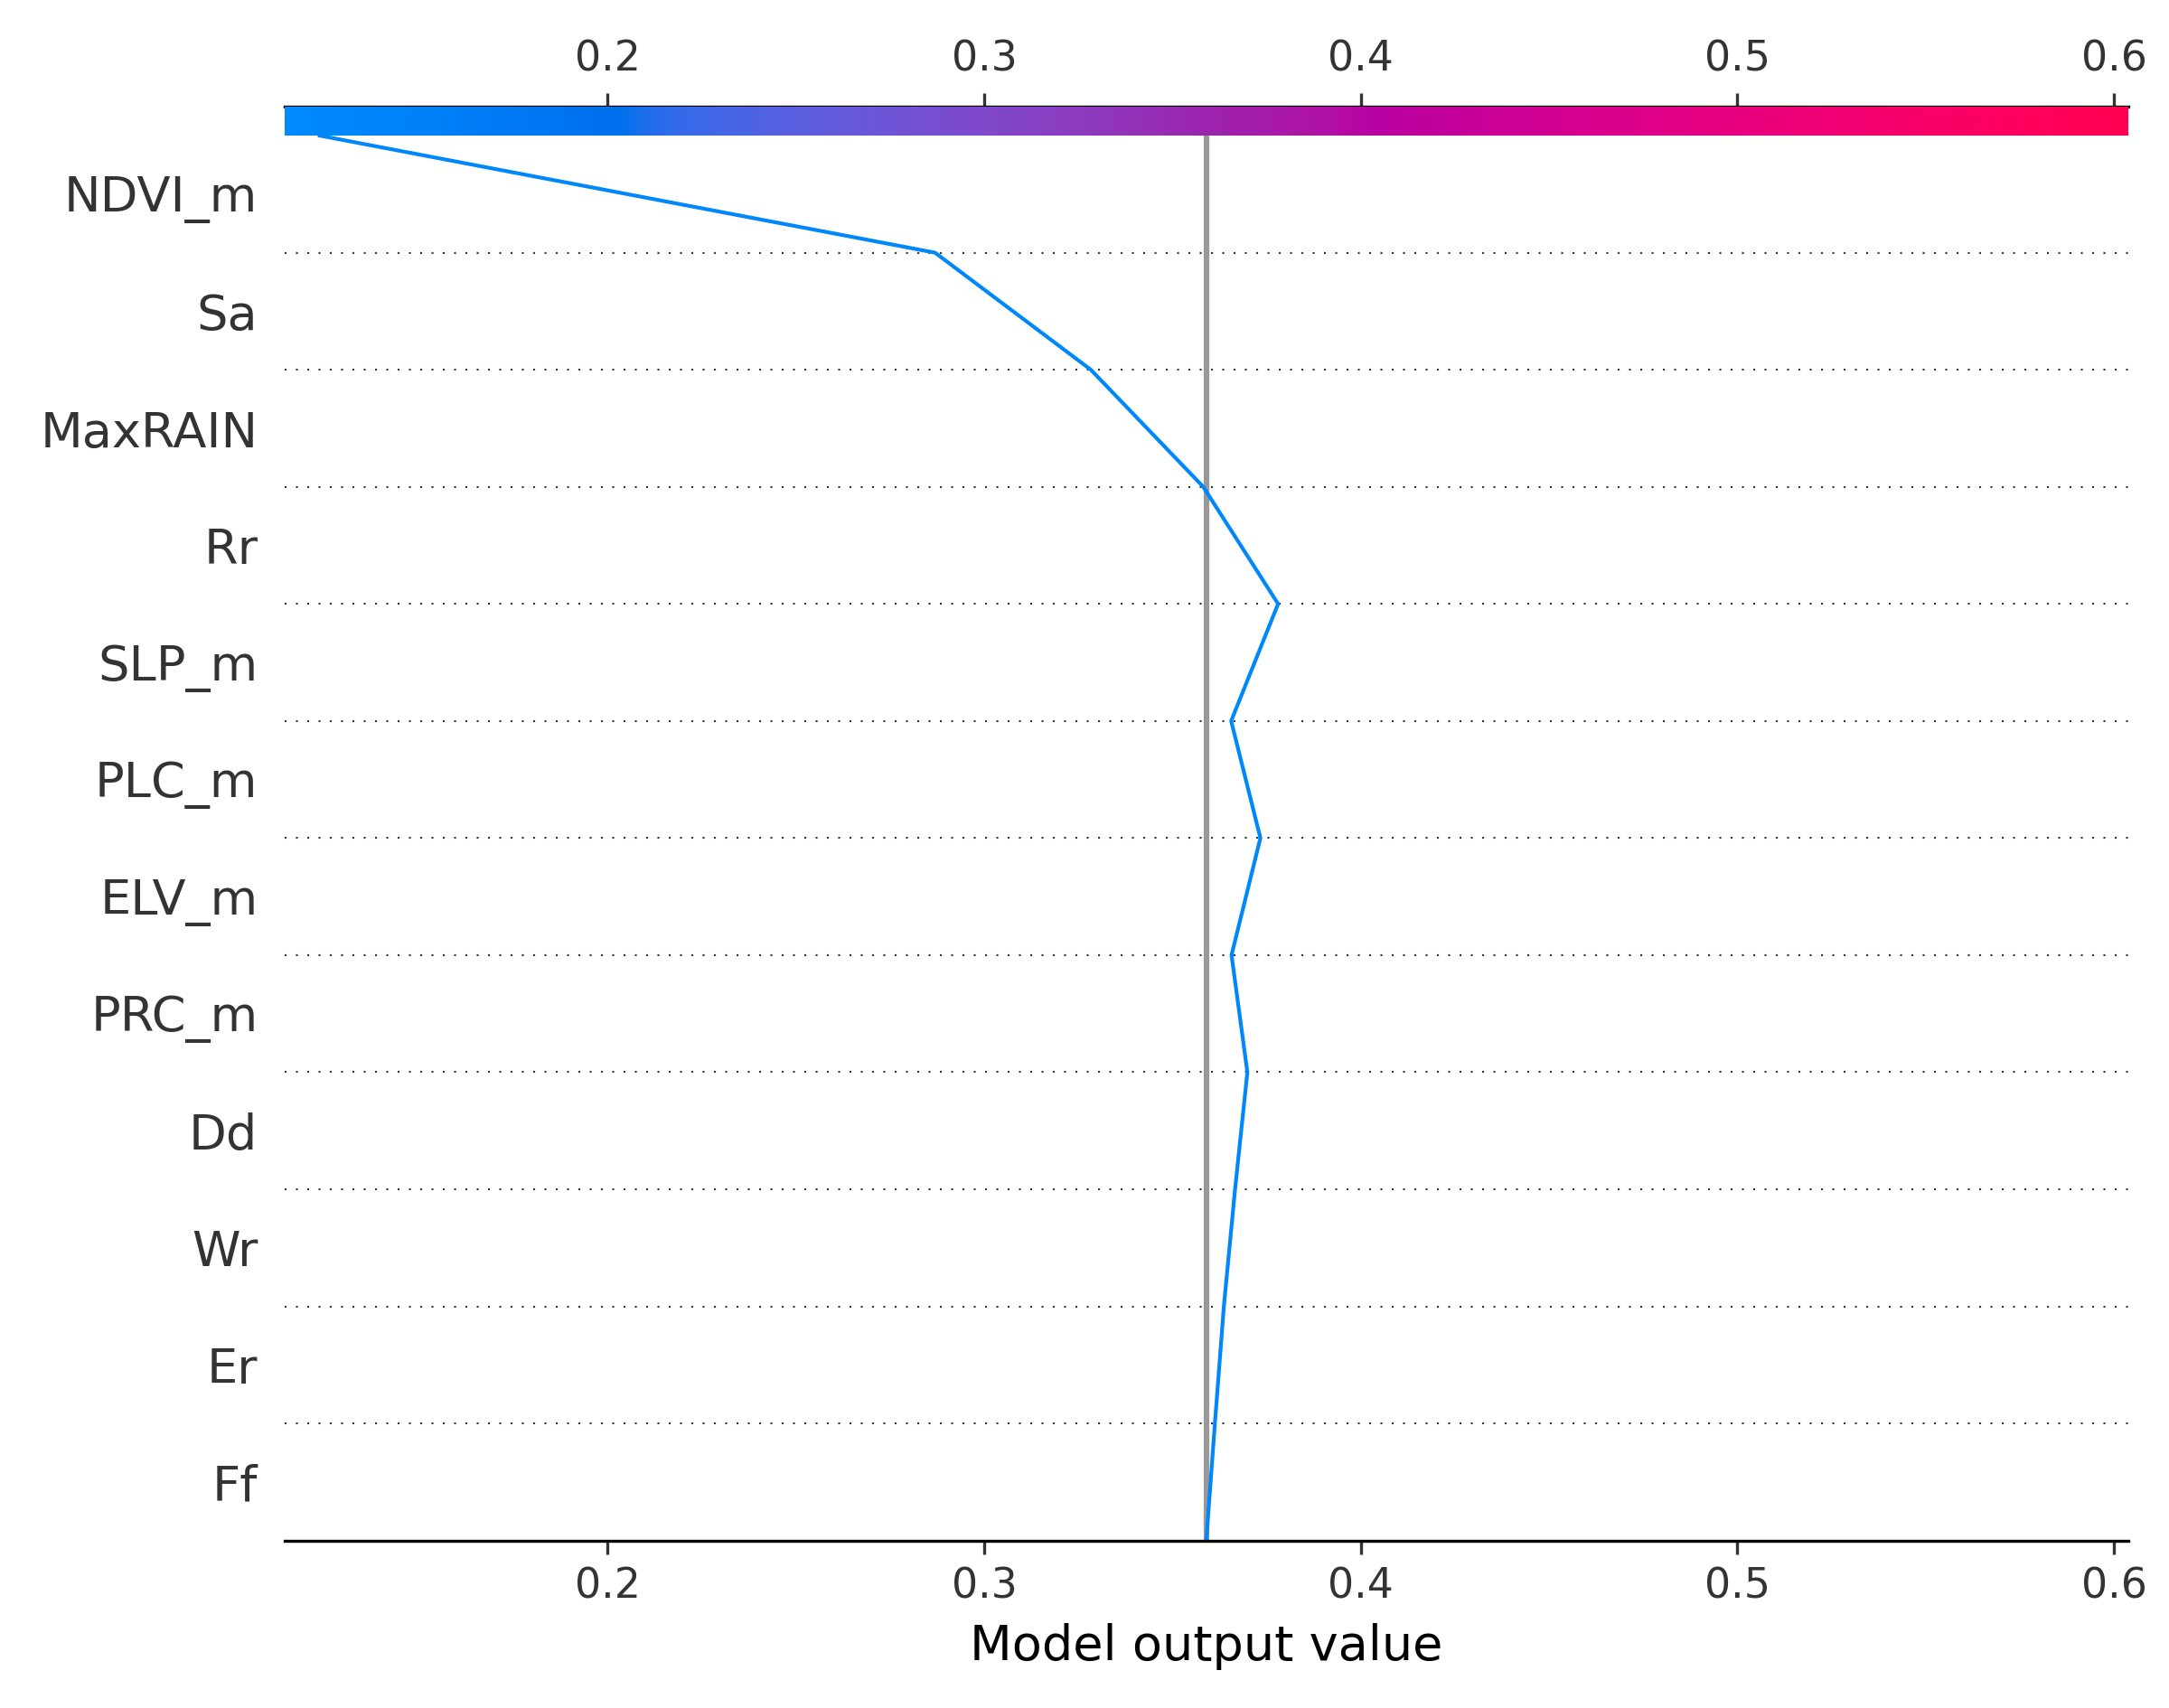 0.2 0.3 0.4 0.5 0.6
NDVI_m
Sa
MaxRAIN
Rr
SLP_m
PLC_m
ELV_m
PRC_m
Dd
Wr
Er
Ff
0.2 0.3 0.4 0.5 0.6
Model output value